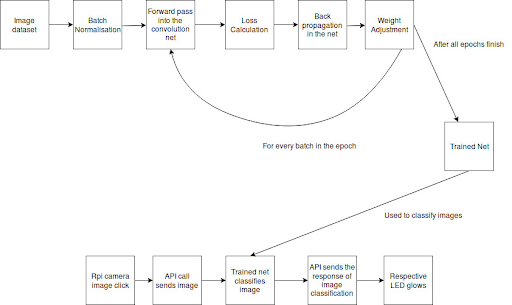 Image
dataset
Batch
Normalisation
Forward pass
into the
convolution
net
Loss
Calculation
Back
propagation
in the net
Weight
Adjustment
After all epochs finish
For every batch in the epoch
Trained Net
Used to classify images
Rpi camera
image click
API call
sends image
Trained net
classifies
image
API sends the
response of
image
classification
Respective
LED glows